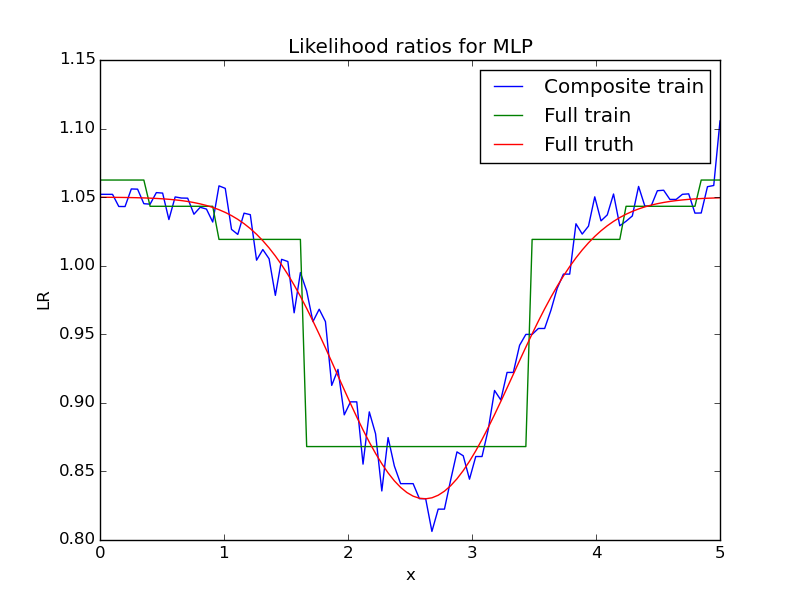 Likelihood ratios for MLP
Composite train
Full train
Full truth
1.15
1.10
1.05
1.00
0.95
0.90
0.85
0.80
LR
0 1 2 3 4 5
x